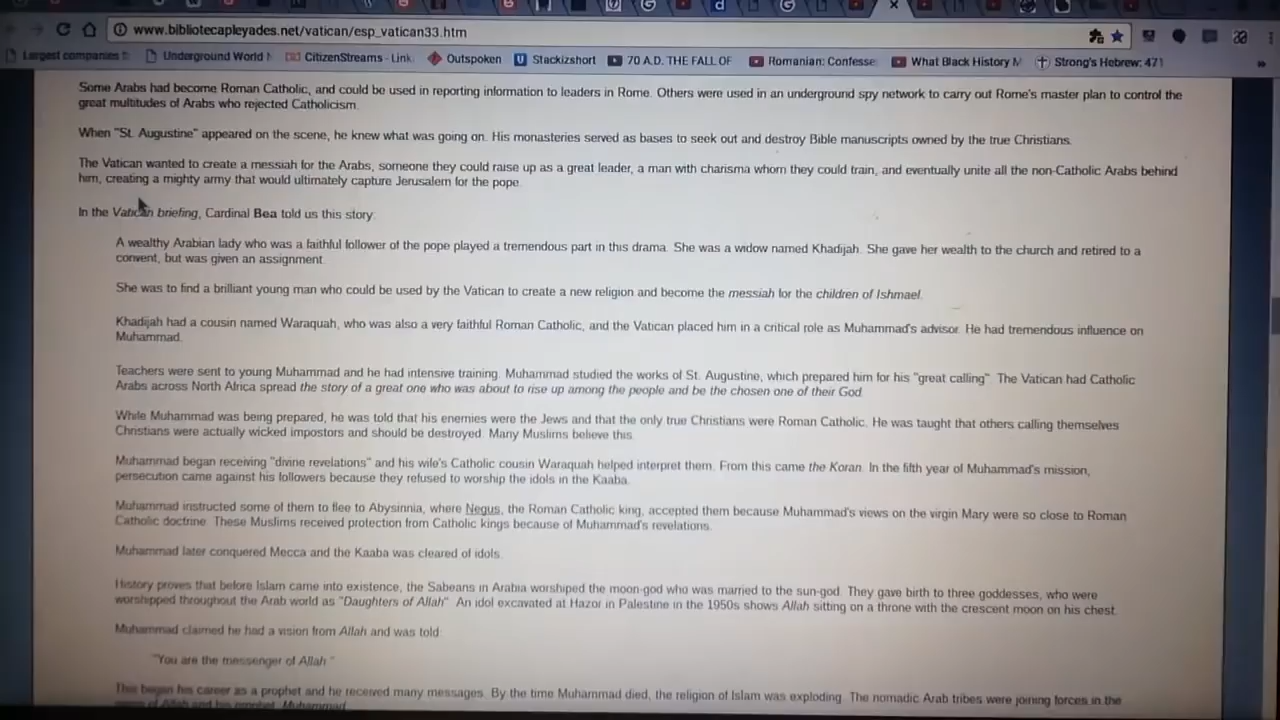 www.bibliotecapleyades.net/vatican/esp_vatican33.htm
Largest companies Underground World CitizenStreams - Link Outspoken Stackizshort 70 A.D. THE FALL OF Romanian: Confesse What Black History M Strong's Hebrew: 471
Some Arabs had become Roman Catholic, and could be used in reporting information to leaders in Rome. Others were used in an underground spy network to carry out Rome's master plan to control the
great multitudes of Arabs who rejected Catholicism.
When "St. Augustine" appeared on the scene, he knew what was going on. His monasteries served as bases to seek out and destroy Bible manuscripts owned by the true Christians.
The Vatican wanted to create a messiah for the Arabs, someone they could raise up as a great leader, a man with charisma whom they could train, and eventually unite all the non-Catholic Arabs behind
him, creating a mighty army that would ultimately capture Jerusalem for the pope.
In the Vatican briefing, Cardinal Bea told us this story:
A wealthy Arabian lady who was a faithful follower of the pope played a tremendous part in this drama. She was a widow named Khadijah. She gave her wealth to the church and retired to a
convent, but was given an assignment.
She was to find a brilliant young man who could be used by the Vatican to create a new religion and become the messiah for the children of Ishmael.
Khadijah had a cousin named Waraquah, who was also a very faithful Roman Catholic, and the Vatican placed him in a critical role as Muhammad's advisor. He had tremendous influence on
Muhammad.
Teachers were sent to young Muhammad and he had intensive training. Muhammad studied the works of St. Augustine, which prepared him for his "great calling". The Vatican had Catholic
Arabs across North Africa spread the story of a great one who was about to rise up among the people and be the chosen one of their God.
While Muhammad was being prepared, he was told that his enemies were the Jews and that the only true Christians were Roman Catholic. He was taught that others calling themselves
Christians were actually wicked impostors and should be destroyed. Many Muslims believe this.
Muhammad began receiving "divine revelations" and his wife's Catholic cousin Waraquah helped interpret them. From this came the Koran. In the fifth year of Muhammad's mission,
persecution came against his followers because they refused to worship the idols in the Kaaba.
Muhammad instructed some of them to flee to Abysinnia, where Negus, the Roman Catholic king, accepted them because Muhammad's views on the virgin Mary were so close to Roman
Catholic doctrine. These Muslims received protection from Catholic kings because of Muhammad's revelations.
Muhammad later conquered Mecca and the Kaaba was cleared of idols.
History proves that before Islam came into existence, the Sabeans in Arabia worshiped the moon-god who was married to the sun-god. They gave birth to three goddesses, who were
worshipped throughout the Arab world as "Daughters of Allah". An idol excavated at Hazor in Palestine in the 1950s shows Allah sitting on a throne with the crescent moon on his chest.
Muhammad claimed he had a vision from Allah and was told:
"You are the messenger of Allah."
This began his career as a prophet and he received many messages. By the time Muhammad died, the religion of Islam was exploding. The nomadic Arab tribes were joining forces in the
name of Allah and his prophet, Muhammad.